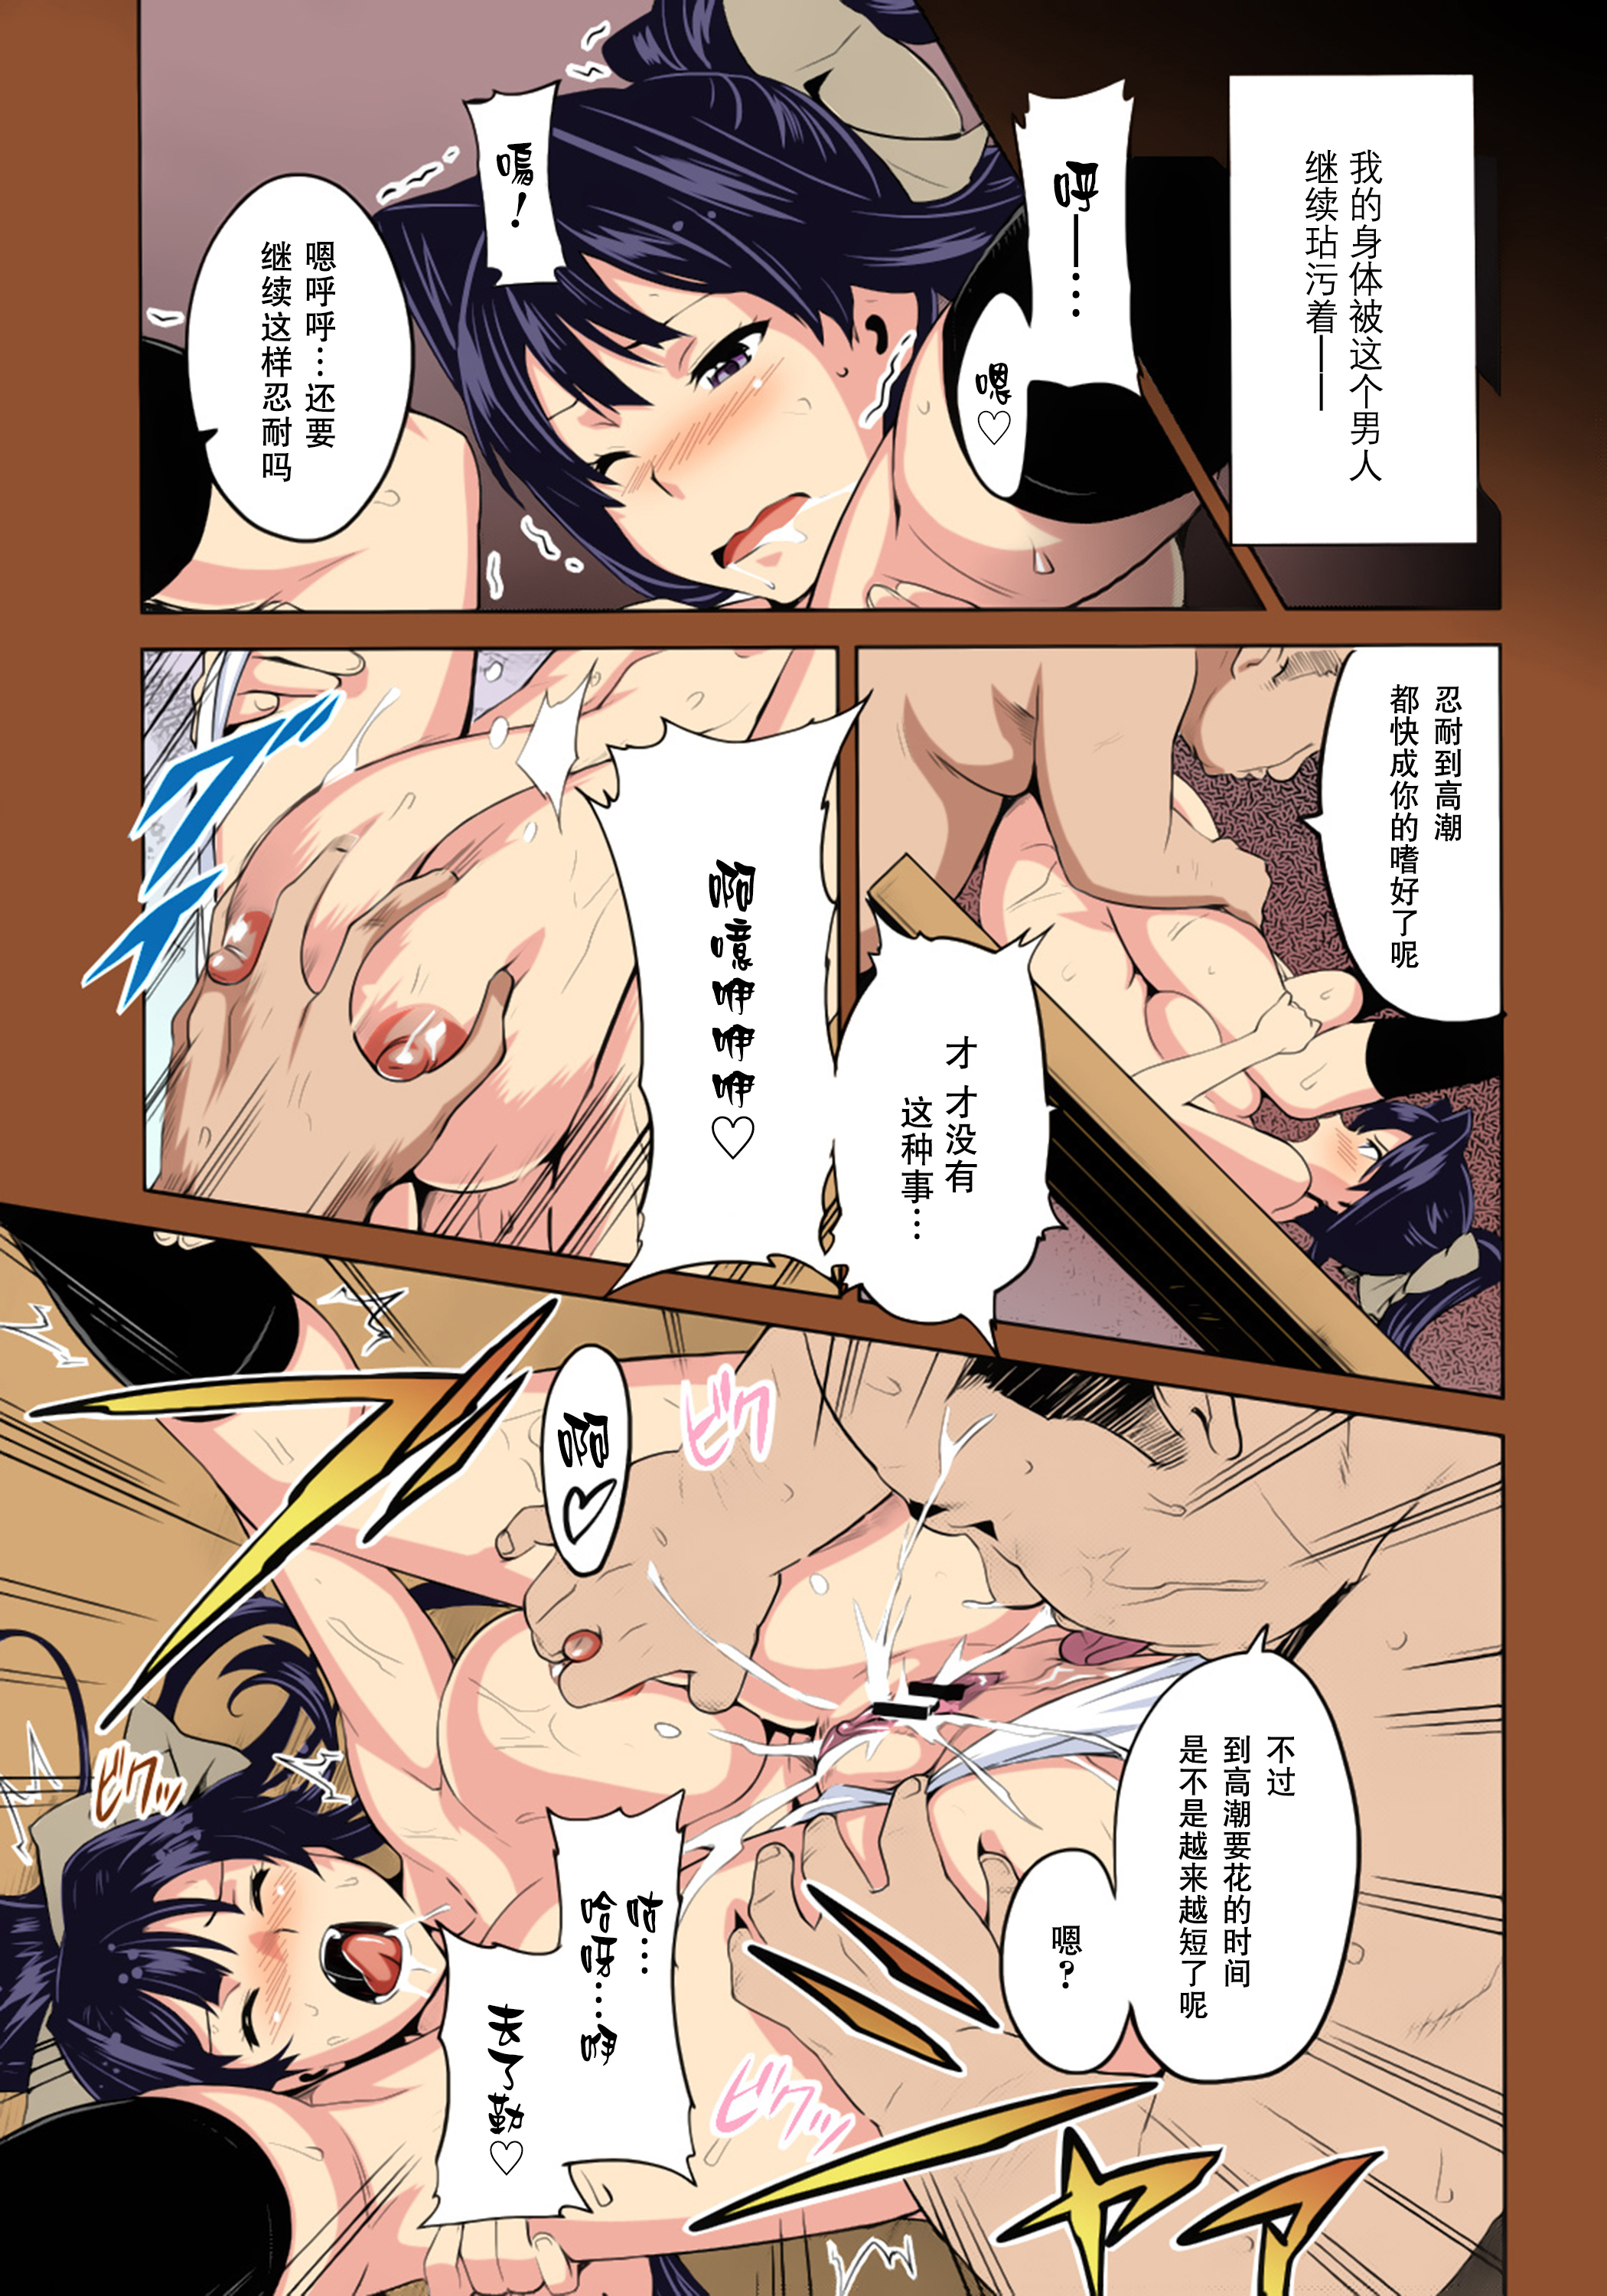 我的身体被这个男人
继续玷污着——
呼——……
嗯♡
嗚！
嗯呼呼…还要
继续这样忍耐吗
忍耐到高潮
都快成你的嗜好了呢
才 才没有
这种事…
啊噫咿咿咿♡
ビク
不过
到高潮要花的时间
是不是越来越短了呢
嗯？
咕…
哈呀……咿
去了勒♡
ビクッ
ビクッ